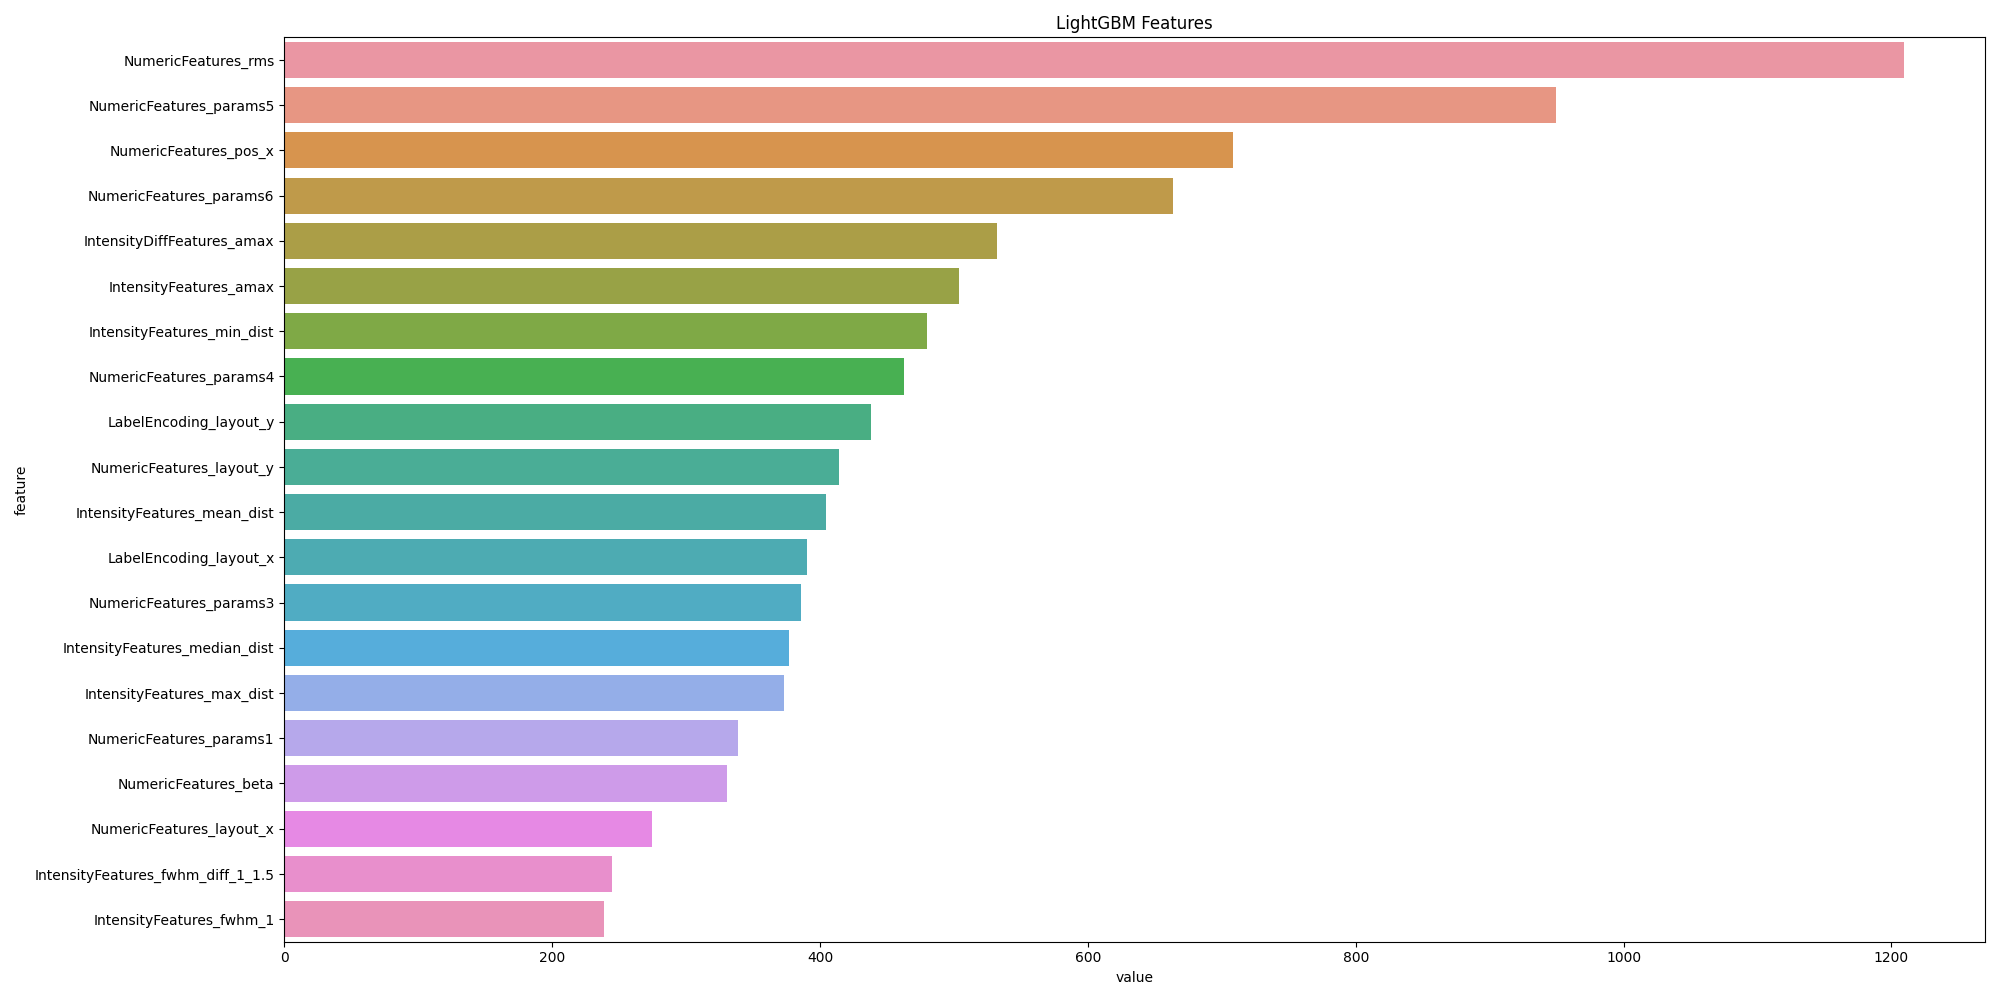 LightGBM Features
NumericFeatures_rms
NumericFeatures_params5
NumericFeatures_pos_x
NumericFeatures_params6
IntensityDiffFeatures_amax
IntensityFeatures_amax
IntensityFeatures_min_dist
NumericFeatures_params4
LabelEncoding_layout_y
NumericFeatures_layout_y
IntensityFeatures_mean_dist
LabelEncoding_layout_x
NumericFeatures_params3
IntensityFeatures_median_dist
IntensityFeatures_max_dist
NumericFeatures_params1
NumericFeatures_beta
NumericFeatures_layout_x
IntensityFeatures_fwhm_diff_1_1.5
IntensityFeatures_fwhm_1
feature
0 200 400 600 800 1000 1200
value